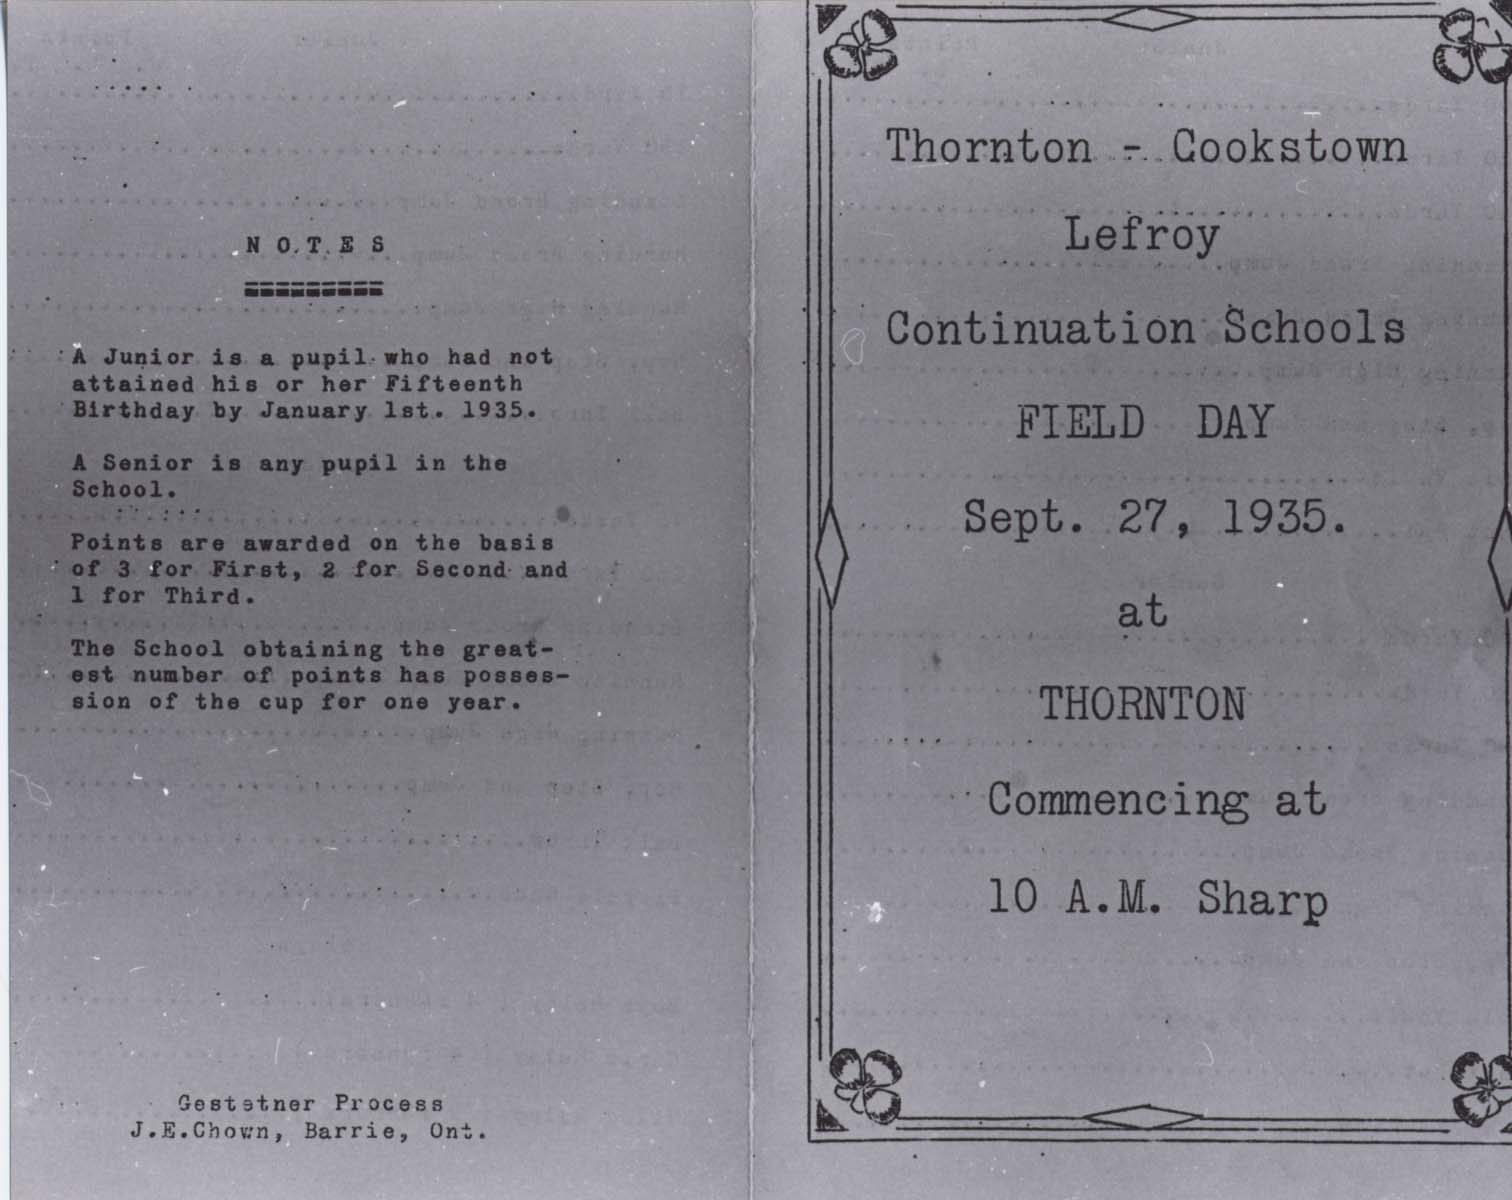 N O T E S
=========
A Junior is a pupil who had not
attained his or her Fifteenth
Birthday by January 1st. 1935.
A Senior is any pupil in the
School.
Points are awarded on the basis
of 3 for First, 2 for Second and
1 for Third.
The School obtaining the great-
est number of points has posses-
sion of the cup for one year.
Gestetner Process
J.E.Chown, Barrie, Ont.
Thornton - Cookstown
Lefroy
Continuation Schools
FIELD DAY
Sept. 27, 1935.
at
THORNTON
Commencing at
10 A.M. Sharp